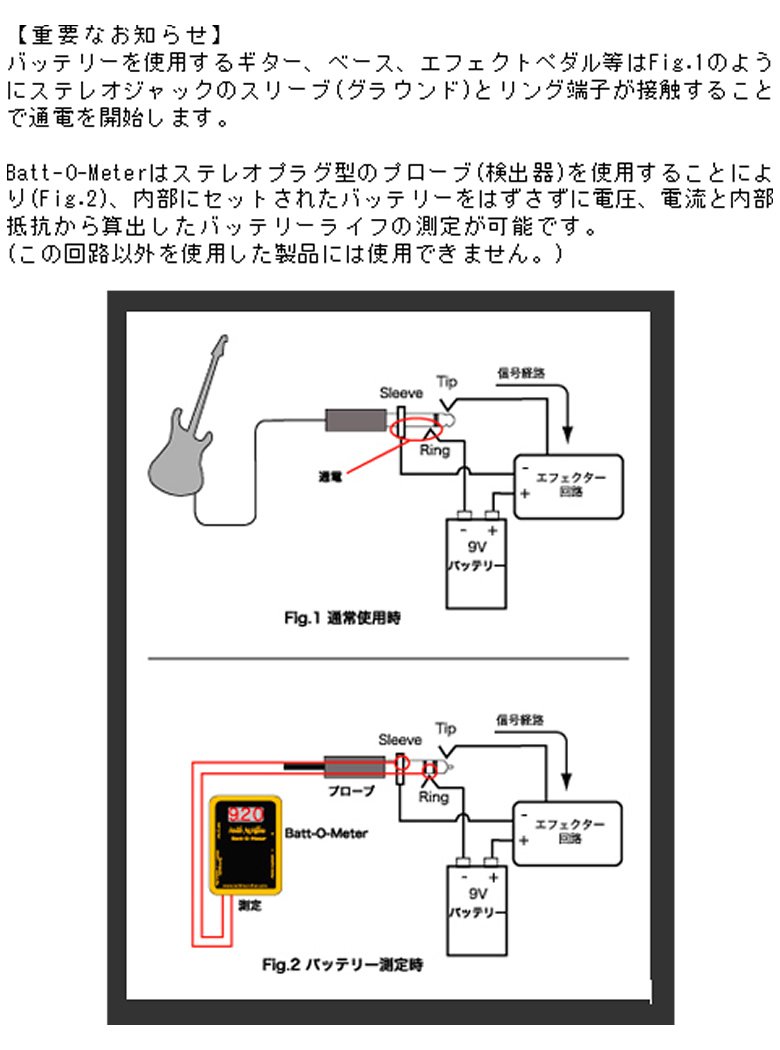 【重要なお知らせ】
バッテリーを使用するギター、ベース、エフェクトペダル等はFig.1のよう
にステレオジャックのスリーブ(グラウンド)とリング端子が接触すること
で通電を開始します。
Batt-O-Meterはステレオプラグ型のプローブ(検出器)を使用することによ
り(Fig.2)、内部にセットされたバッテリーをはずさずに電圧、電流と内部
抵抗から算出したバッテリーライフの測定が可能です。
(この回路以外を使用した製品には使用できません。)
信号経路
Tip
Sleeve
Ring
通電
-
エフェクター
+
回路
- +
9V
バッテリー
Fig.1 通常使用時
信号経路
Tip
Sleeve
プローブ
Ring
920
Batt-O-Meter
Batt-O-Meter
-
エフェクター
+
回路
- +
9V
バッテリー
測定
Fig.2 バッテリー測定時